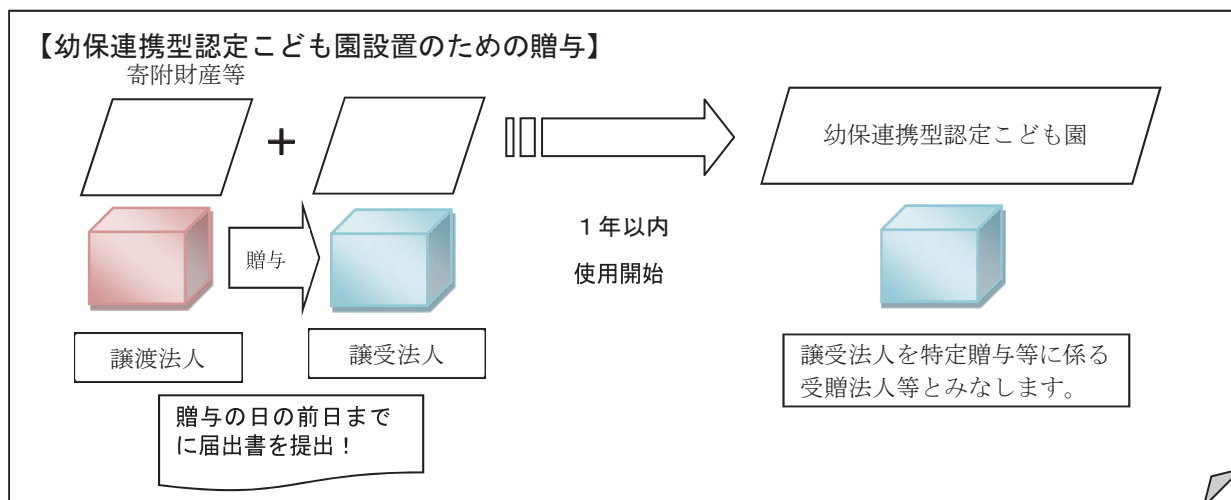 【幼保連携型認定こども園設置のための贈与】
寄附財産等
+
幼保連携型認定こども園
贈与
1年以内
使用開始
譲渡法人
譲受法人
譲受法人を特定贈与等に係る
受贈法人等とみなします。
贈与の日の前日まで
に届出書を提出!